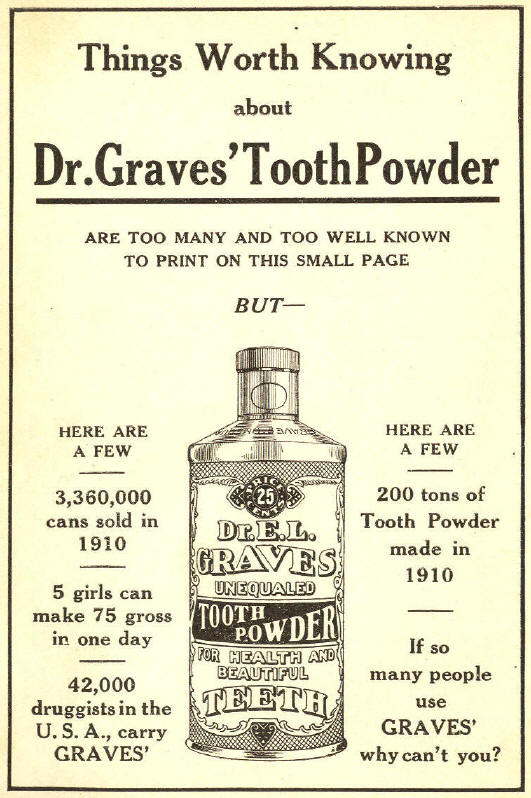 Things Worth Knowing
about
Dr. Graves' Tooth Powder
ARE TOO MANY AND TOO WELL KNOWN
TO PRINT ON THIS SMALL PAGE
BUT—
HERE ARE
A FEW
3,360,000
cans sold in
1910
5 girls can
make 75 gross
in one day
42,000
druggists in the
U. S. A., carry
GRAVES'
PRICE
25
CENTS
Dr. E. L.
GRAVES
UNEQUALED
TOOTH
POWDER
FOR HEALTH AND
BEAUTIFUL
TEETH
HERE ARE
A FEW
200 tons of
Tooth Powder
made in
1910
If so
many people
use
GRAVES'
why can't you?